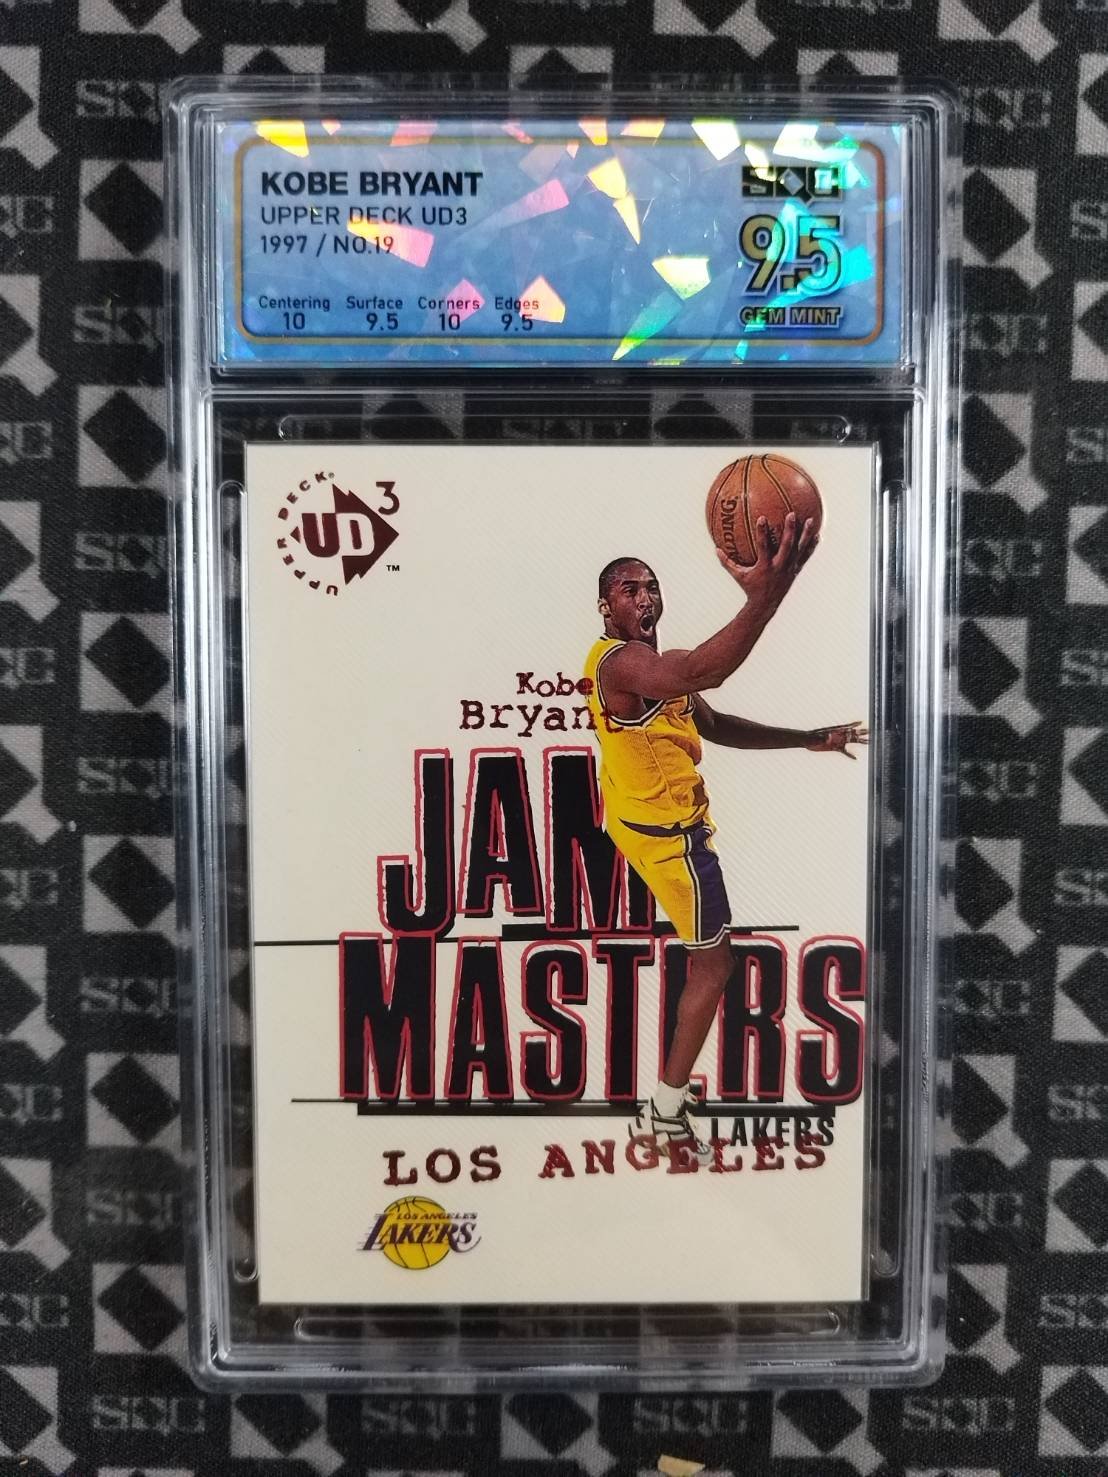 KOBE BRYANT
UPPER DECK UD3
1997 / NO.19
Centering Surface Corners Edges
10 9.5 10 9.5
SQC
9.5
GEM MINT
UPPER DECK
UD3
TM
SPALDING
Kobe
Bryant
JAM
MASTERS
LAKERS
LOS ANGELES
LOS ANGELES
LAKERS